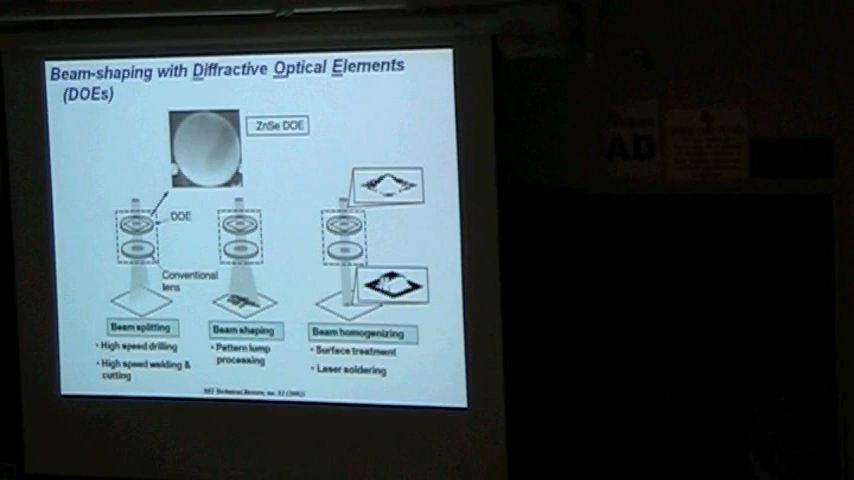 Beam-shaping with Diffractive Optical Elements
(DOEs)
ZnSe DOE
DOE
Conventional
lens
Beam splitting
• High speed drilling
• High speed welding &
cutting
Beam shaping
• Pattern lump
processing
Beam homogenizing
• Surface treatment
• Laser soldering
AD